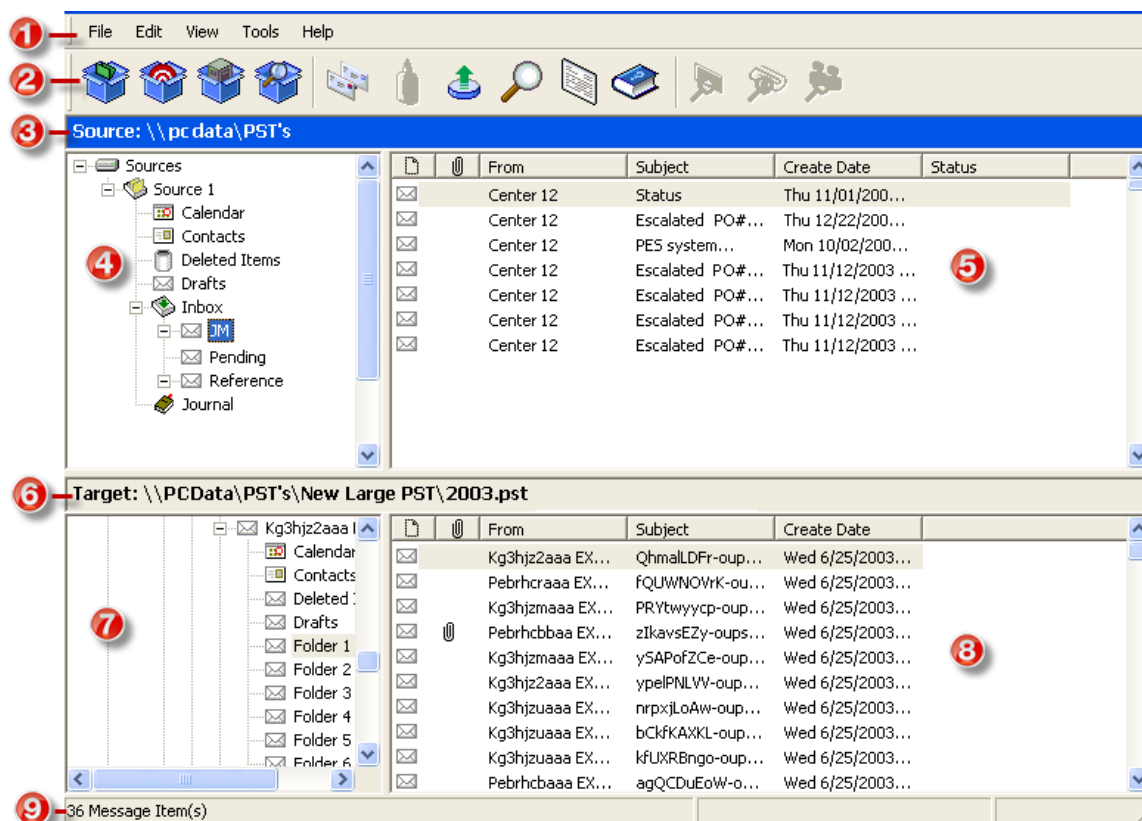 1 File Edit View Tools Help
2
3 Source: \\pc data\PST's
Sources From Subject Create Date Status
Source 1 Center 12 Status Thu 11/01/200...
Calendar Center 12 Escalated PO#... Thu 12/22/200...
Contacts Center 12 PES system... Mon 10/02/200...
4 Deleted Items Center 12 Escalated PO#... Thu 11/12/2003 ... 5
Drafts Center 12 Escalated PO#... Thu 11/12/2003 ...
Inbox Center 12 Escalated PO#... Thu 11/12/2003 ...
JM Center 12 Escalated PO#... Thu 11/12/2003 ...
Pending
Reference
Journal
6 Target: \\PCData\PST's\New Large PST\2003.pst
Kg3hjz2aaa From Subject Create Date
Calendar Kg3hjz2aaa EX... QhmalLDFr-oup... Wed 6/25/2003...
Contacts Pebrhcraaa EX... fQUWNOVrK-ou... Wed 6/25/2003...
Deleted Kg3hjzmaaa EX... PRYtwyycp-oup... Wed 6/25/2003...
7 Drafts Pebrhcbbaa EX... zIkavsEZy-oups... Wed 6/25/2003...
Folder 1 Kg3hjzmaaa EX... ySAPofZCe-oup... Wed 6/25/2003... 8
Folder 2 Kg3hjz2aaa EX... ypelPNLVV-oup... Wed 6/25/2003...
Folder 3 Kg3hjzuaaa EX... nrpxjLoAw-oup... Wed 6/25/2003...
Folder 4 Kg3hjzuaaa EX... bCkfKAXKL-oup... Wed 6/25/2003...
Folder 5 Kg3hjzuaaa EX... kfUXRBngo-oup... Wed 6/25/2003...
Folder 6 Pebrhcbaaa EX... agQCDuEoW-o... Wed 6/25/2003...
9 36 Message Item(s)